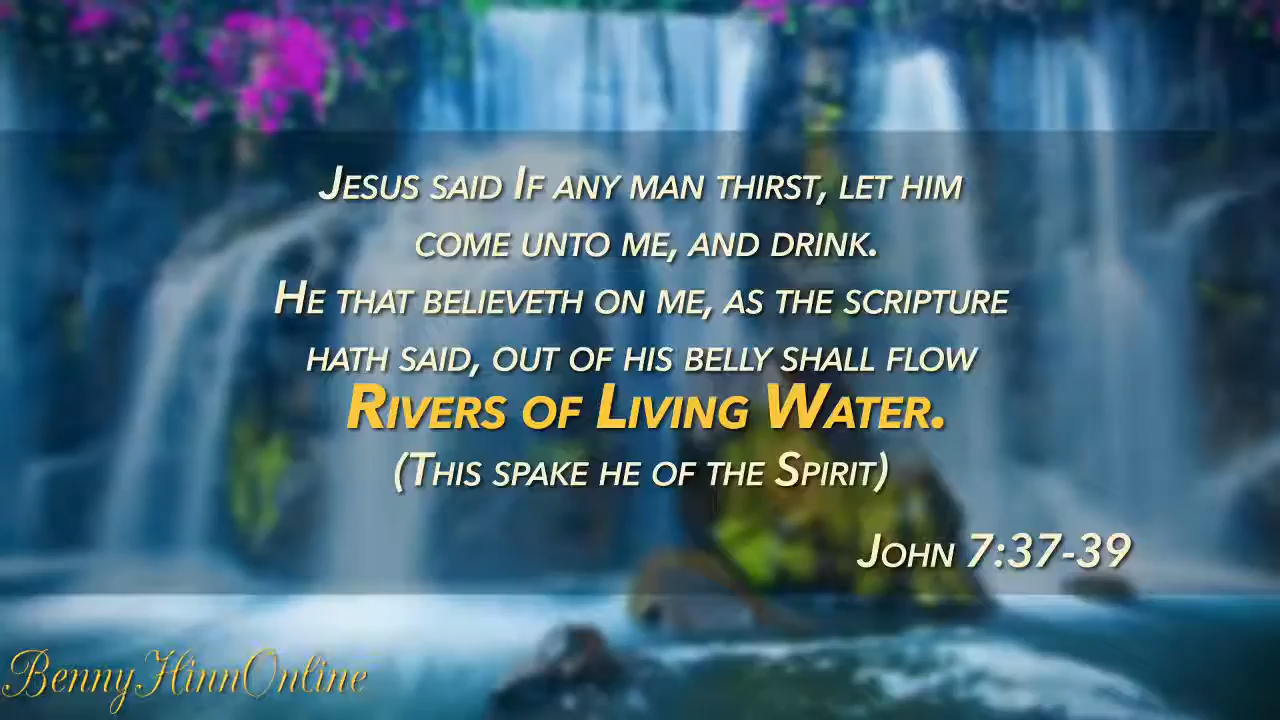 Jesus said If any man thirst, let him
come unto me, and drink.
He that believeth on me, as the scripture
hath said, out of his belly shall flow
Rivers of Living Water.
(This spake he of the Spirit)
John 7:37-39
BennyHinnOnline